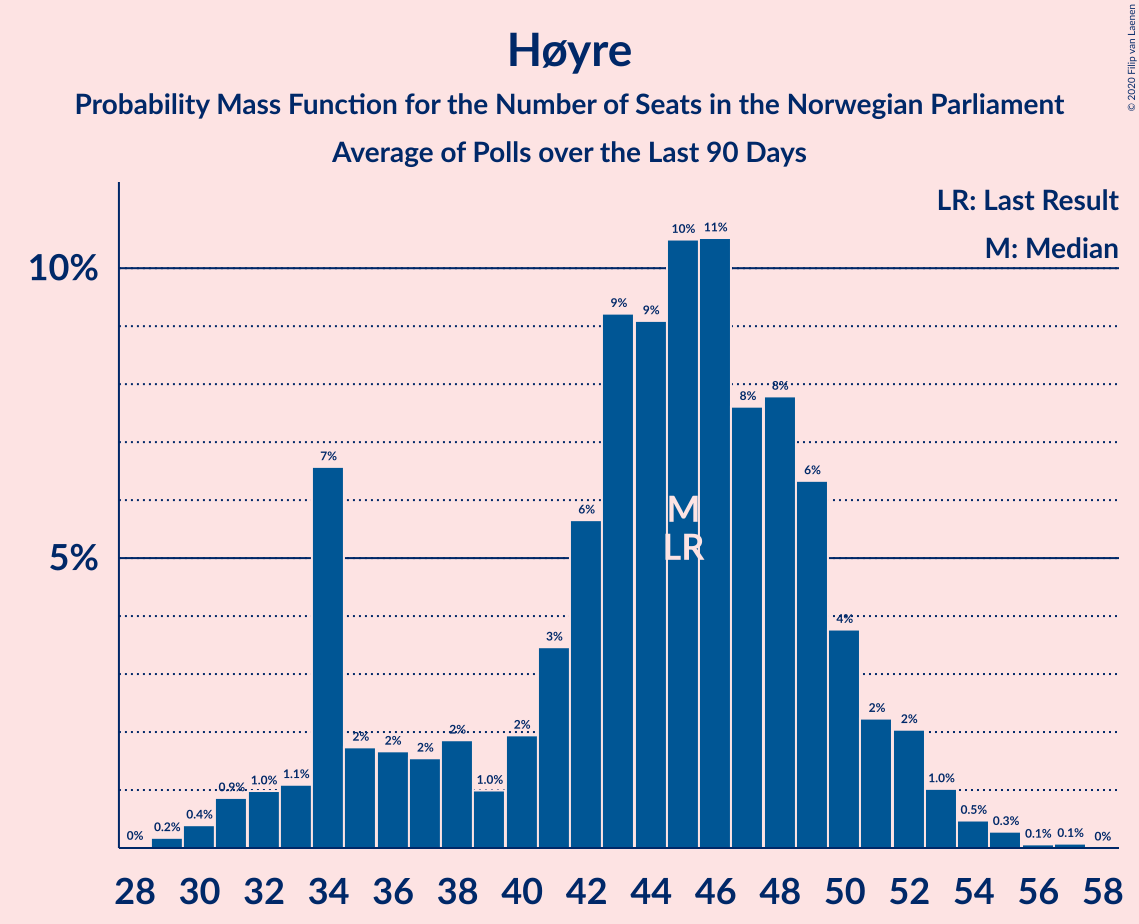 © 2020 Filip van Laenen
Høyre
Probability Mass Function for the Number of Seats in the Norwegian Parliament
Average of Polls over the Last 90 Days
LR: Last Result
M: Median
10%
5%
0% 0.2% 0.4% 0.9% 1.0% 1.1% 7% 2% 2% 2% 2% 1.0% 2% 3% 6% 9% 9% 10% 11% 8% 8% 6% 4% 2% 2% 1.0% 0.5% 0.3% 0.1% 0.1% 0%
M
LR
28 30 32 34 36 38 40 42 44 46 48 50 52 54 56 58